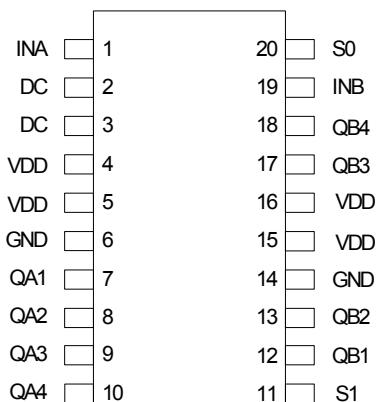 INA 1 20 S0
DC 2 19 INB
DC 3 18 QB4
VDD 4 17 QB3
VDD 5 16 VDD
GND 6 15 VDD
QA1 7 14 GND
QA2 8 13 QB2
QA3 9 12 QB1
QA4 10 11 S1